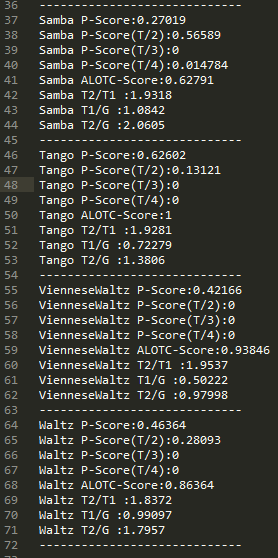 36 -----------------------------
37 Samba P-Score:0.27019
38 Samba P-Score(T/2):0.56589
39 Samba P-Score(T/3):0
40 Samba P-Score(T/4):0.014784
41 Samba ALOTC-Score:0.62791
42 Samba T2/T1 :1.9318
43 Samba T1/G :1.0842
44 Samba T2/G :2.0605
45 -----------------------------
46 Tango P-Score:0.62602
47 Tango P-Score(T/2):0.13121
48 Tango P-Score(T/3):0
49 Tango P-Score(T/4):0
50 Tango ALOTC-Score:1
51 Tango T2/T1 :1.9281
52 Tango T1/G :0.72279
53 Tango T2/G :1.3806
54 -----------------------------
55 VienneseWaltz P-Score:0.42166
56 VienneseWaltz P-Score(T/2):0
57 VienneseWaltz P-Score(T/3):0
58 VienneseWaltz P-Score(T/4):0
59 VienneseWaltz ALOTC-Score:0.93846
60 VienneseWaltz T2/T1 :1.9537
61 VienneseWaltz T1/G :0.50222
62 VienneseWaltz T2/G :0.97998
63 -----------------------------
64 Waltz P-Score:0.46364
65 Waltz P-Score(T/2):0.28093
66 Waltz P-Score(T/3):0
67 Waltz P-Score(T/4):0
68 Waltz ALOTC-Score:0.86364
69 Waltz T2/T1 :1.8372
70 Waltz T1/G :0.99097
71 Waltz T2/G :1.7957
72 -----------------------------